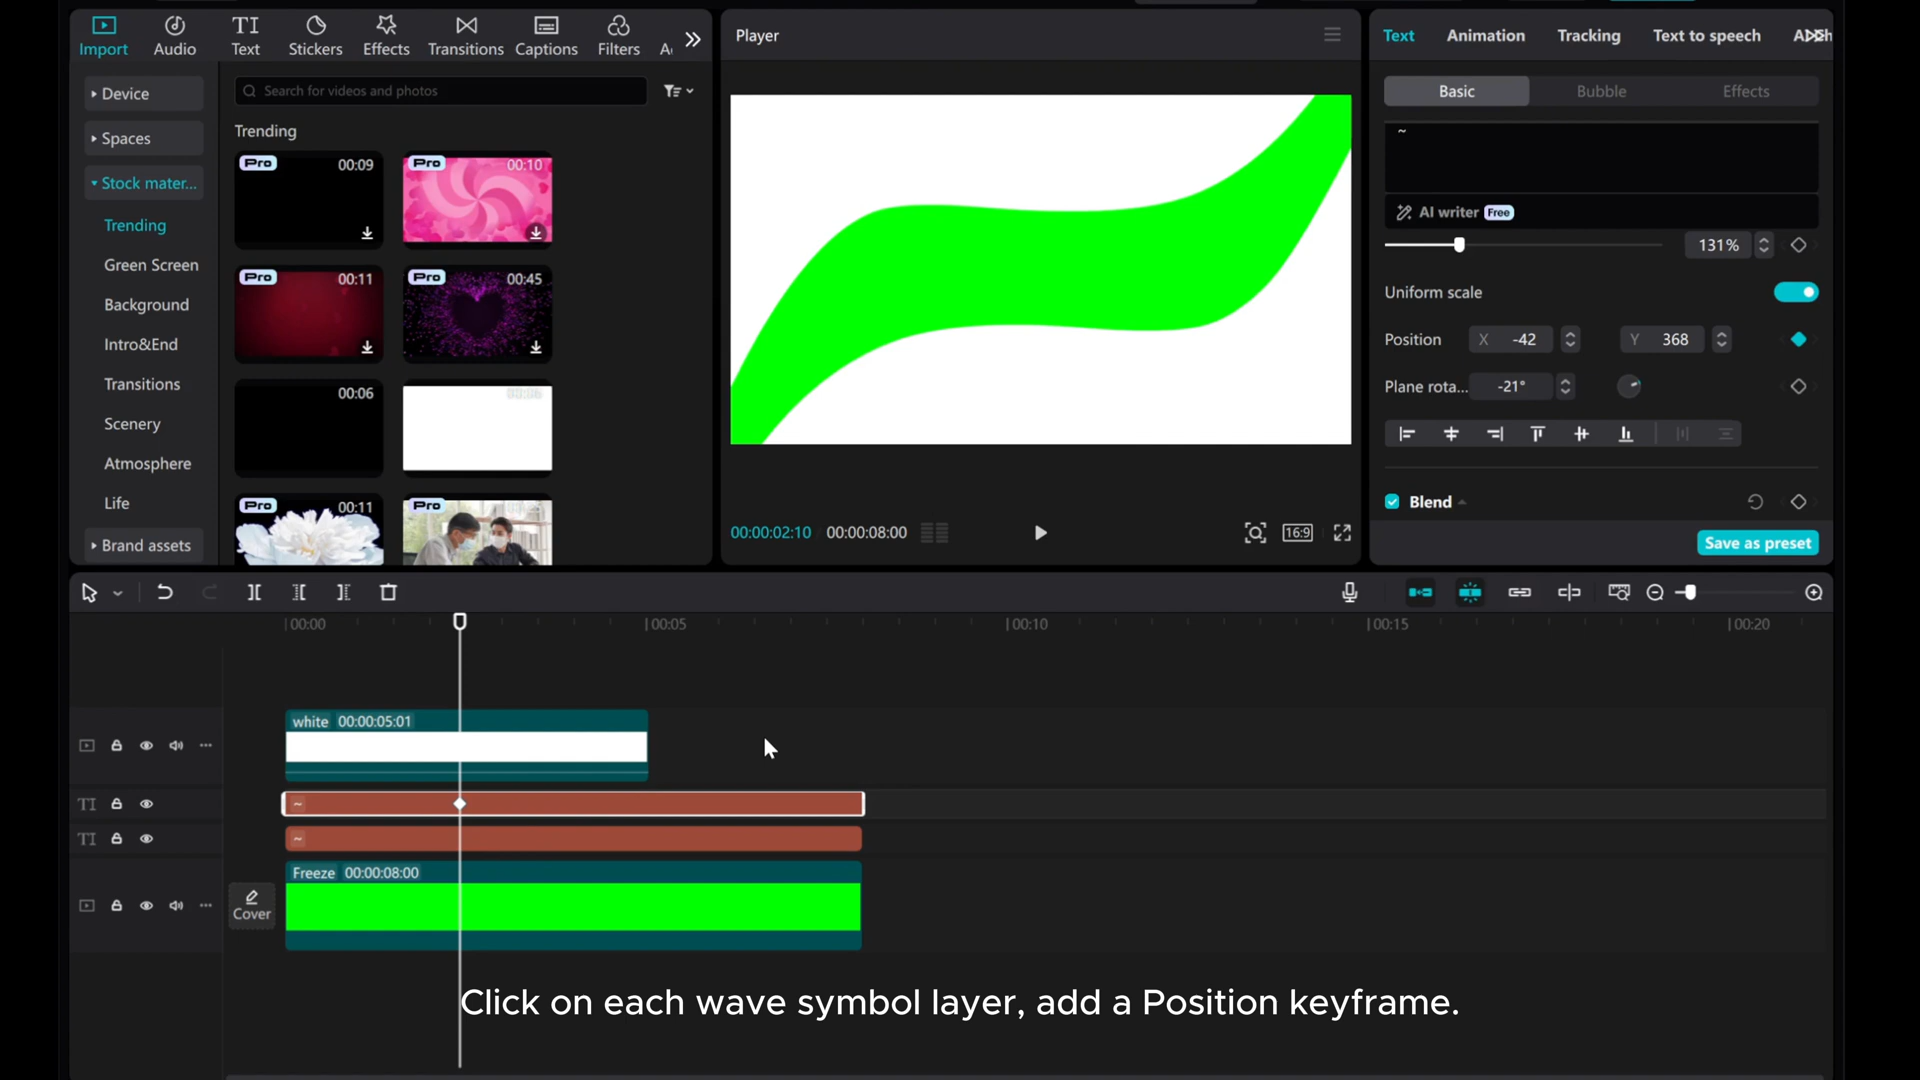 Import
Audio
TI
Text
Stickers
Effects
Transitions
Captions
Filters
Player
Text
Animation
Tracking
Text to speech
Device
Spaces
Stock mater...
Trending
Green Screen
Background
Intro&End
Transitions
Scenery
Atmosphere
Life
Brand assets
Search for videos and photos
Trending
Pro 00:09
Pro 00:10
Pro 00:11
Pro 00:45
00:06
Pro 00:11
Pro
00:00:02:10 00:00:08:00
16:9
Basic
Bubble
Effects
~
AI writer Free
131%
Uniform scale
Position X -42 Y 368
Plane rota... -21°
Blend
Save as preset
00:00
00:05
00:10
00:15
00:20
white 00:00:05:01
TI ~
TI ~
Freeze 00:00:08:00
Cover
Click on each wave symbol layer, add a Position keyframe.